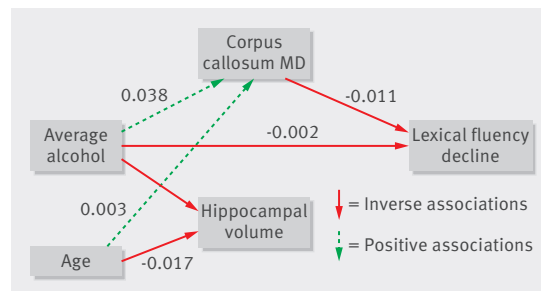 Corpus
callosum MD
0.038
-0.011
-0.002
Average
alcohol
Lexical fluency
decline
0.003
Hippocampal
volume
= Inverse associations
= Positive associations
Age
-0.017